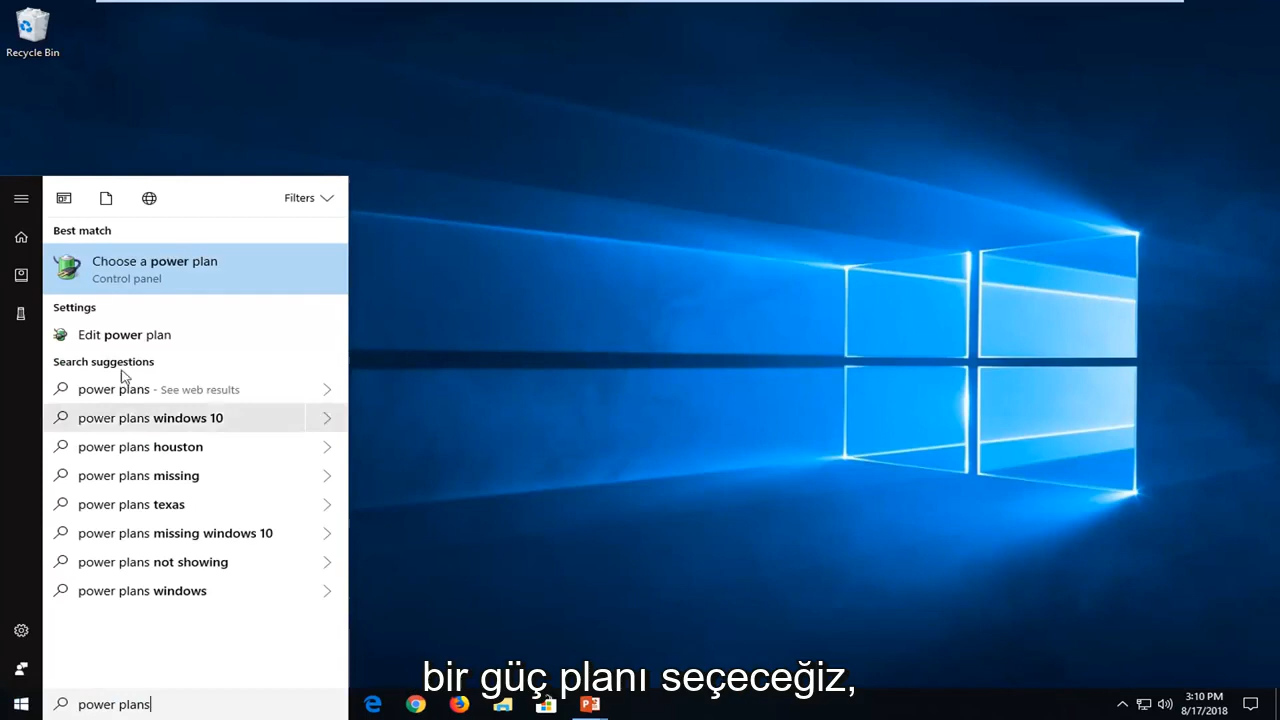 Recycle Bin
Filters
Best match
Choose a power plan
Control panel
Settings
Edit power plan
Search suggestions
power plans - See web results
power plans windows 10
power plans houston
power plans missing
power plans texas
power plans missing windows 10
power plans not showing
power plans windows
bir güç planı seçeceğiz,
power plans
3:10 PM
8/17/2018